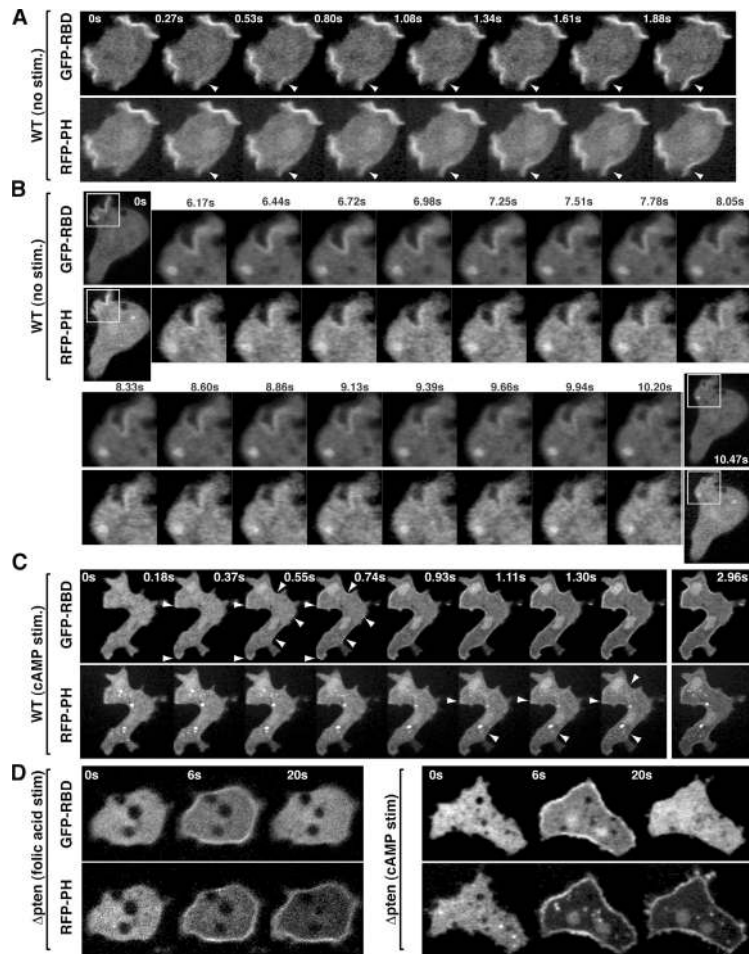 A
WT (no stim.)
GFP-RBD
0s 0.27s 0.53s 0.80s 1.08s 1.34s 1.61s 1.88s
RFP-PH
B
WT (no stim.)
GFP-RBD
0s 6.17s 6.44s 6.72s 6.98s 7.25s 7.51s 7.78s 8.05s
RFP-PH
8.33s 8.60s 8.86s 9.13s 9.39s 9.66s 9.94s 10.20s
10.47s
C
WT (cAMP stim.)
GFP-RBD
0s 0.18s 0.37s 0.55s 0.74s 0.93s 1.11s 1.30s 2.96s
RFP-PH
D
Δpten (folic acid stim)
GFP-RBD
0s 6s 20s
RFP-PH
Δpten (cAMP stim)
0s 6s 20s